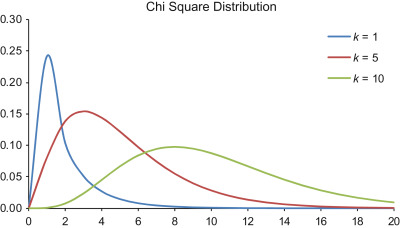 Chi Square Distribution
0.30
0.25
0.20
0.15
0.10
0.05
0.00
k = 1
k = 5
k = 10
0 2 4 6 8 10 12 14 16 18 20